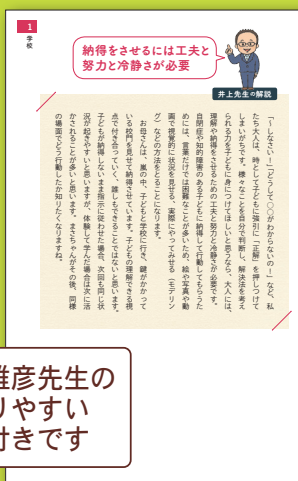 1
学校
納得をさせるには工夫と
努力と冷静さが必要
井上先生の解説
「〜しなさい！」「どうして○○がわからないの！」など、私
たち大人は、時として子どもに強引に「正解」を押しつけて
しまいがちです。様々なことを自分で判断し、解決法を考え
られる力を子どもに身につけてほしいと思うなら、大人には、
理解や納得をさせるための工夫と努力と冷静さが必要です。
自閉症や知的障害のある子どもに納得して行動してもらうた
めには、言葉だけでは困難なことが多いため、絵や写真や動
画で視覚的に状況を見せる、実際にやってみせる（モデリン
グ）などの方法をとることになります。
お母さんは、嵐の中、子どもと学校に行き、鍵がかかって
いる校門を見せて納得させています。子どもの理解できる視
点で付き合っていく、誰しもできることではないと思います。
子どもが納得しないまま指示に従わせた場合、次回も同じ状
況が起きやすいと思いますが、体験して学んだ場合は次に活
かされることが多いと思います。まさちゃんがその後、同様
の場面でどう行動したか知りたくなりますね。
雅彦先生の
りやすい
付きです